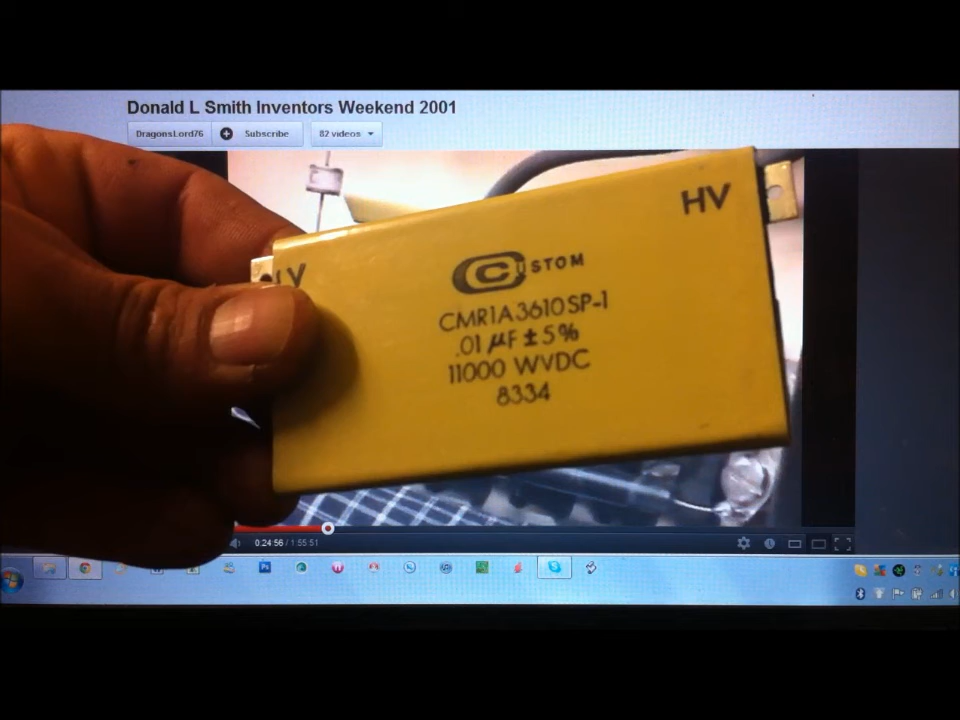 Donald L Smith Inventors Weekend 2001
DragonsLord76 Subscribe 82 videos
HV
LV
CUSTOM
CMR1A3610SP-1
.01 µF ± 5%
11000 WVDC
8334
0:24:56 / 1:55:51